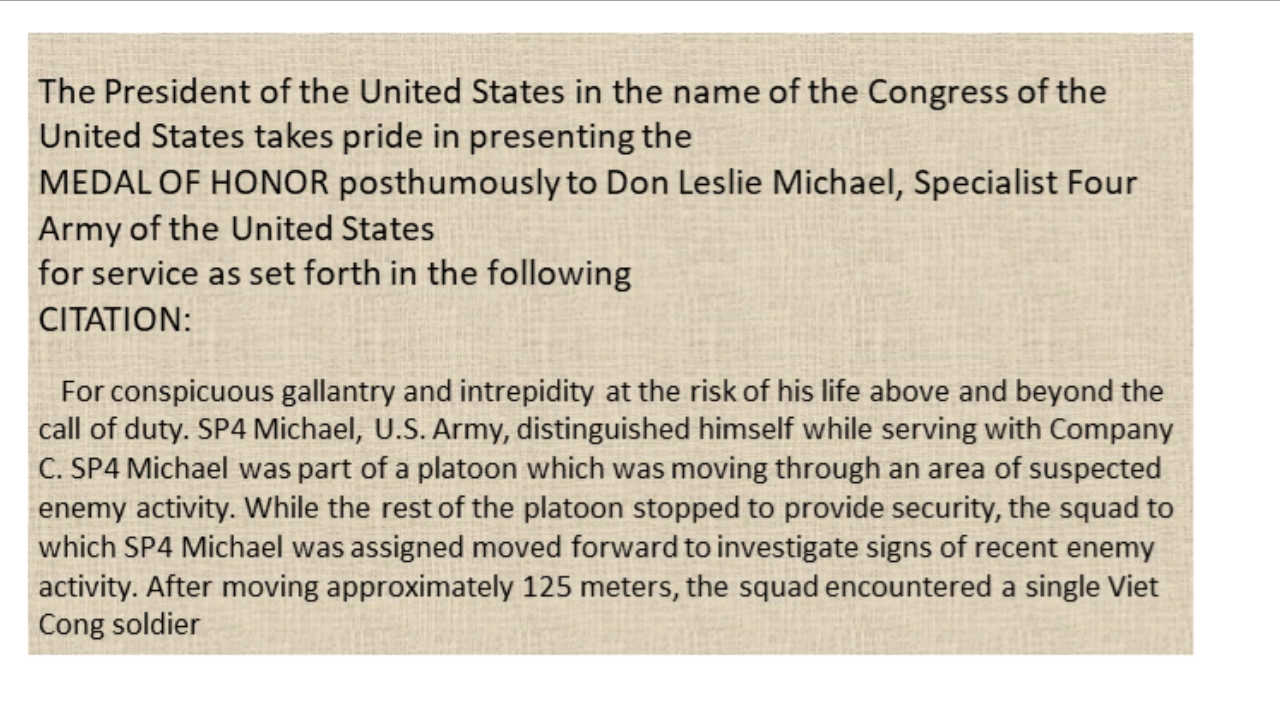 The President of the United States in the name of the Congress of the
United States takes pride in presenting the
MEDAL OF HONOR posthumously to Don Leslie Michael, Specialist Four
Army of the United States
for service as set forth in the following
CITATION:
For conspicuous gallantry and intrepidity at the risk of his life above and beyond the
call of duty. SP4 Michael, U.S. Army, distinguished himself while serving with Company
C. SP4 Michael was part of a platoon which was moving through an area of suspected
enemy activity. While the rest of the platoon stopped to provide security, the squad to
which SP4 Michael was assigned moved forward to investigate signs of recent enemy
activity. After moving approximately 125 meters, the squad encountered a single Viet
Cong soldier